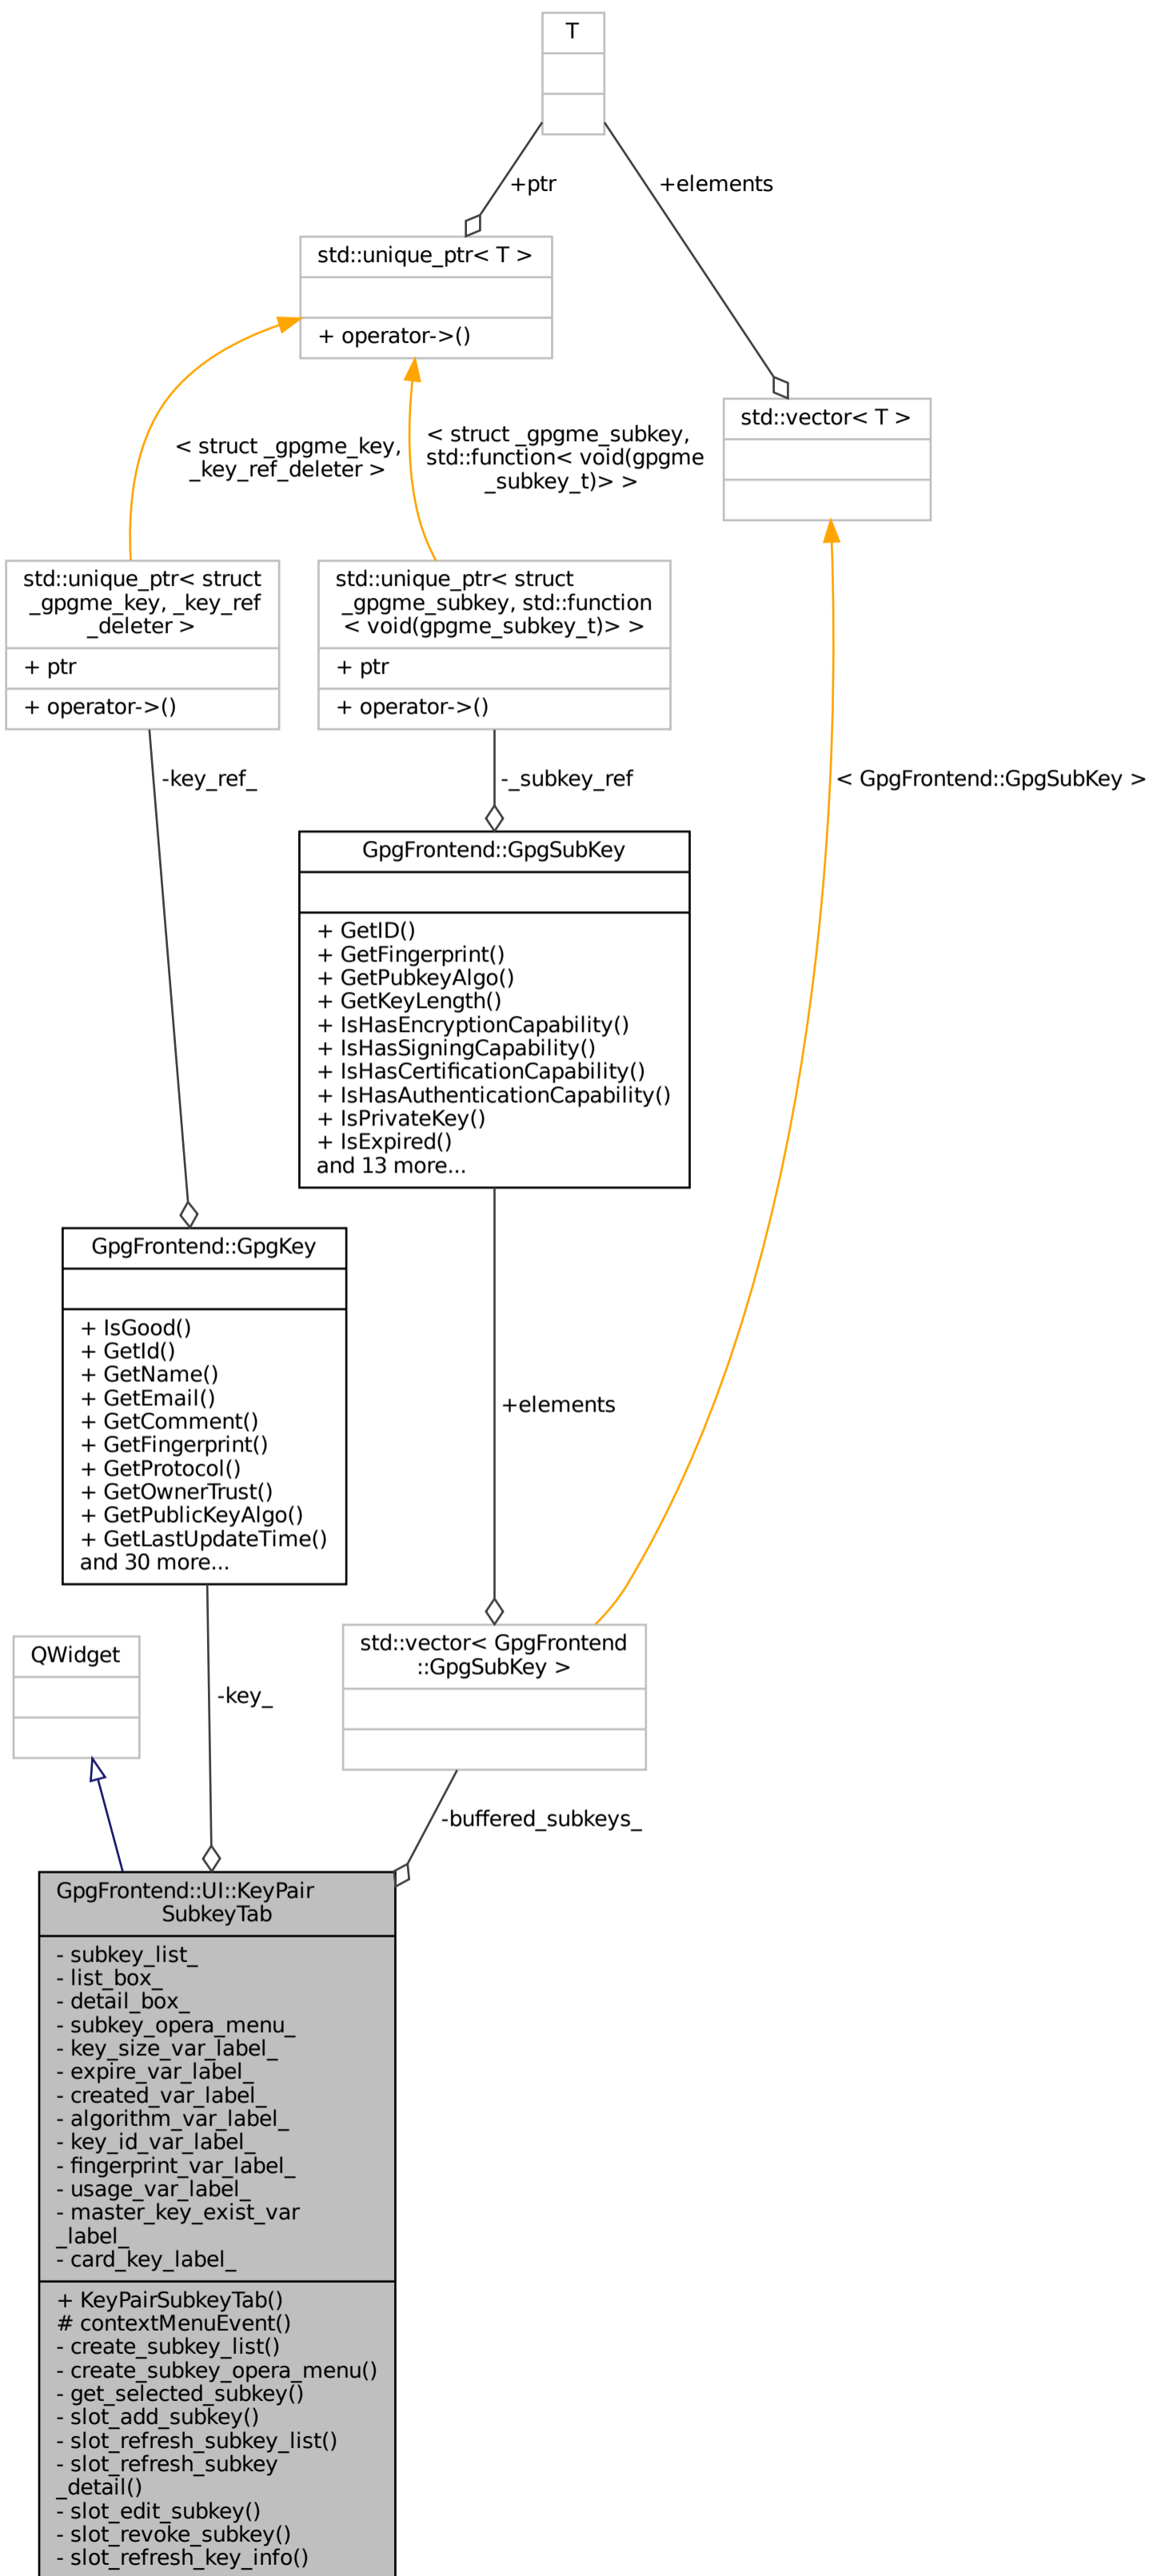 T
+ptr
+elements
std::unique_ptr< T >
+ operator->()
std::vector< T >
< struct _gpgme_key,
_key_ref_deleter >
< struct _gpgme_subkey,
std::function< void(gpgme
_subkey_t)> >
std::unique_ptr< struct
_gpgme_key, _key_ref
_deleter >
+ ptr
+ operator->()
std::unique_ptr< struct
_gpgme_subkey, std::function
< void(gpgme_subkey_t)> >
+ ptr
+ operator->()
-key_ref_
-_subkey_ref
< GpgFrontend::GpgSubKey >
GpgFrontend::GpgSubKey
+ GetID()
+ GetFingerprint()
+ GetPubkeyAlgo()
+ GetKeyLength()
+ IsHasEncryptionCapability()
+ IsHasSigningCapability()
+ IsHasCertificationCapability()
+ IsHasAuthenticationCapability()
+ IsPrivateKey()
+ IsExpired()
and 13 more...
GpgFrontend::GpgKey
+ IsGood()
+ GetId()
+ GetName()
+ GetEmail()
+ GetComment()
+ GetFingerprint()
+ GetProtocol()
+ GetOwnerTrust()
+ GetPublicKeyAlgo()
+ GetLastUpdateTime()
and 30 more...
+elements
QWidget
-key_
std::vector< GpgFrontend
::GpgSubKey >
-buffered_subkeys_
GpgFrontend::UI::KeyPair
SubkeyTab
- subkey_list_
- list_box_
- detail_box_
- subkey_opera_menu_
- key_size_var_label_
- expire_var_label_
- created_var_label_
- algorithm_var_label_
- key_id_var_label_
- fingerprint_var_label_
- usage_var_label_
- master_key_exist_var
_label_
- card_key_label_
+ KeyPairSubkeyTab()
# contextMenuEvent()
- create_subkey_list()
- create_subkey_opera_menu()
- get_selected_subkey()
- slot_add_subkey()
- slot_refresh_subkey_list()
- slot_refresh_subkey
_detail()
- slot_edit_subkey()
- slot_revoke_subkey()
- slot_refresh_key_info()